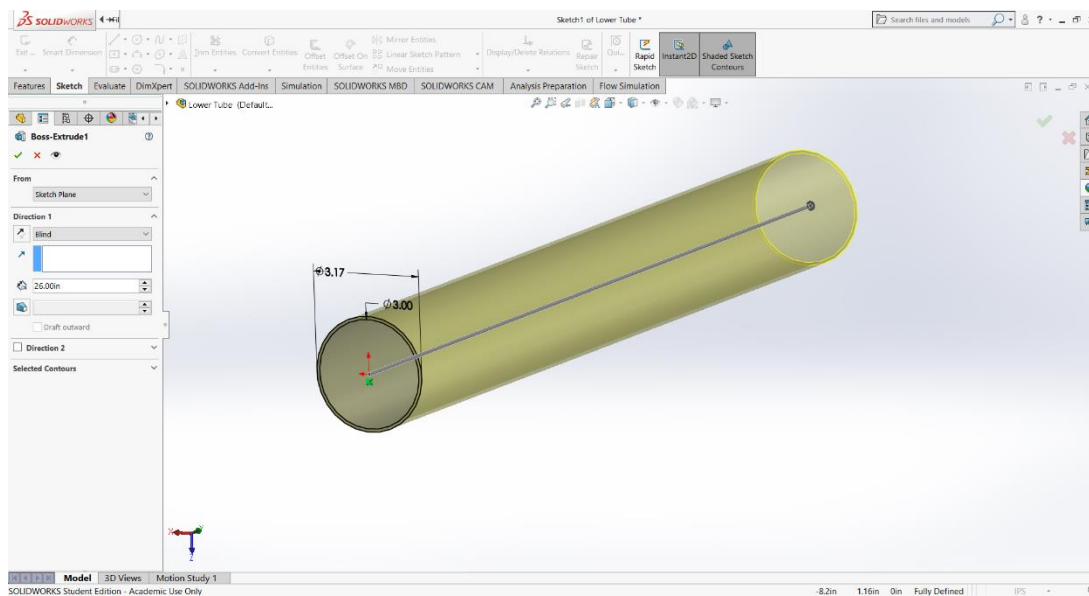 SOLIDWORKS
Sketch1 of Lower Tube *
Search files and models
?
Exit ...
Smart Dimension
Trim Entities
Convert Entities
Offset Entities
Offset On Surface
Mirror Entities
Linear Sketch Pattern
Move Entities
Display/Delete Relations
Repair Sketch
Qui...
Rapid Sketch
Instant2D
Shaded Sketch Contours
Features Sketch Evaluate DimXpert SOLIDWORKS Add-Ins Simulation SOLIDWORKS MBD SOLIDWORKS CAM Analysis Preparation Flow Simulation
Lower Tube (Default...
Boss-Extrude1
From
Sketch Plane
Direction 1
Blind
26.00in
Draft outward
Direction 2
Selected Contours
⌀3.17
⌀3.00
Z
Model 3D Views Motion Study 1
SOLIDWORKS Student Edition - Academic Use Only
-8.2in 1.16in 0in Fully Defined IPS